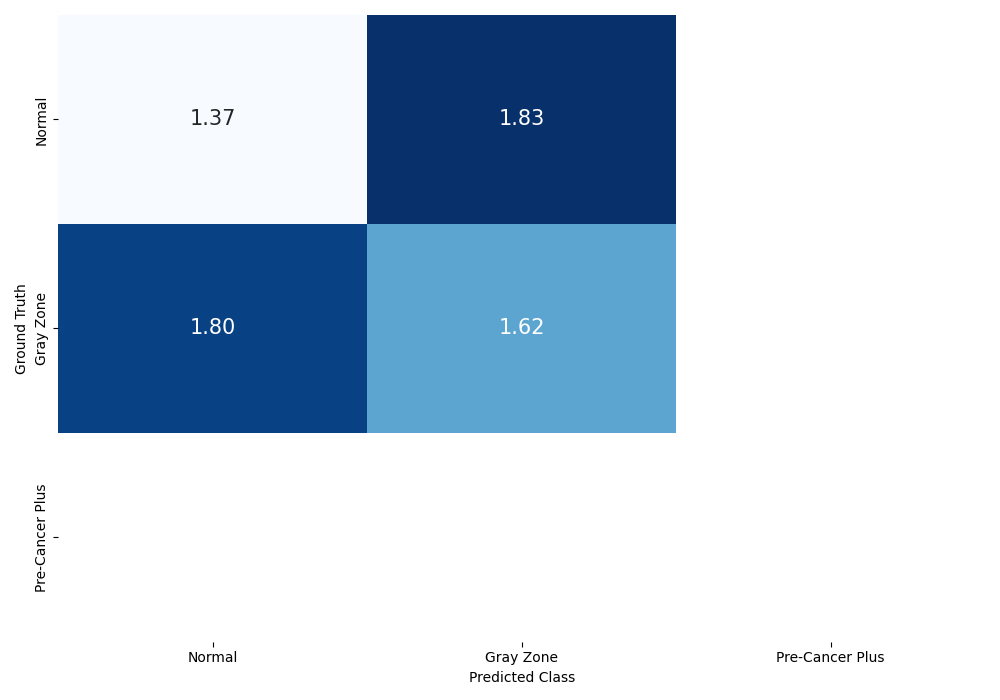 Ground Truth
Normal
1.37 1.83
Gray Zone
1.80 1.62
Pre-Cancer Plus
Normal Gray Zone Pre-Cancer Plus
Predicted Class